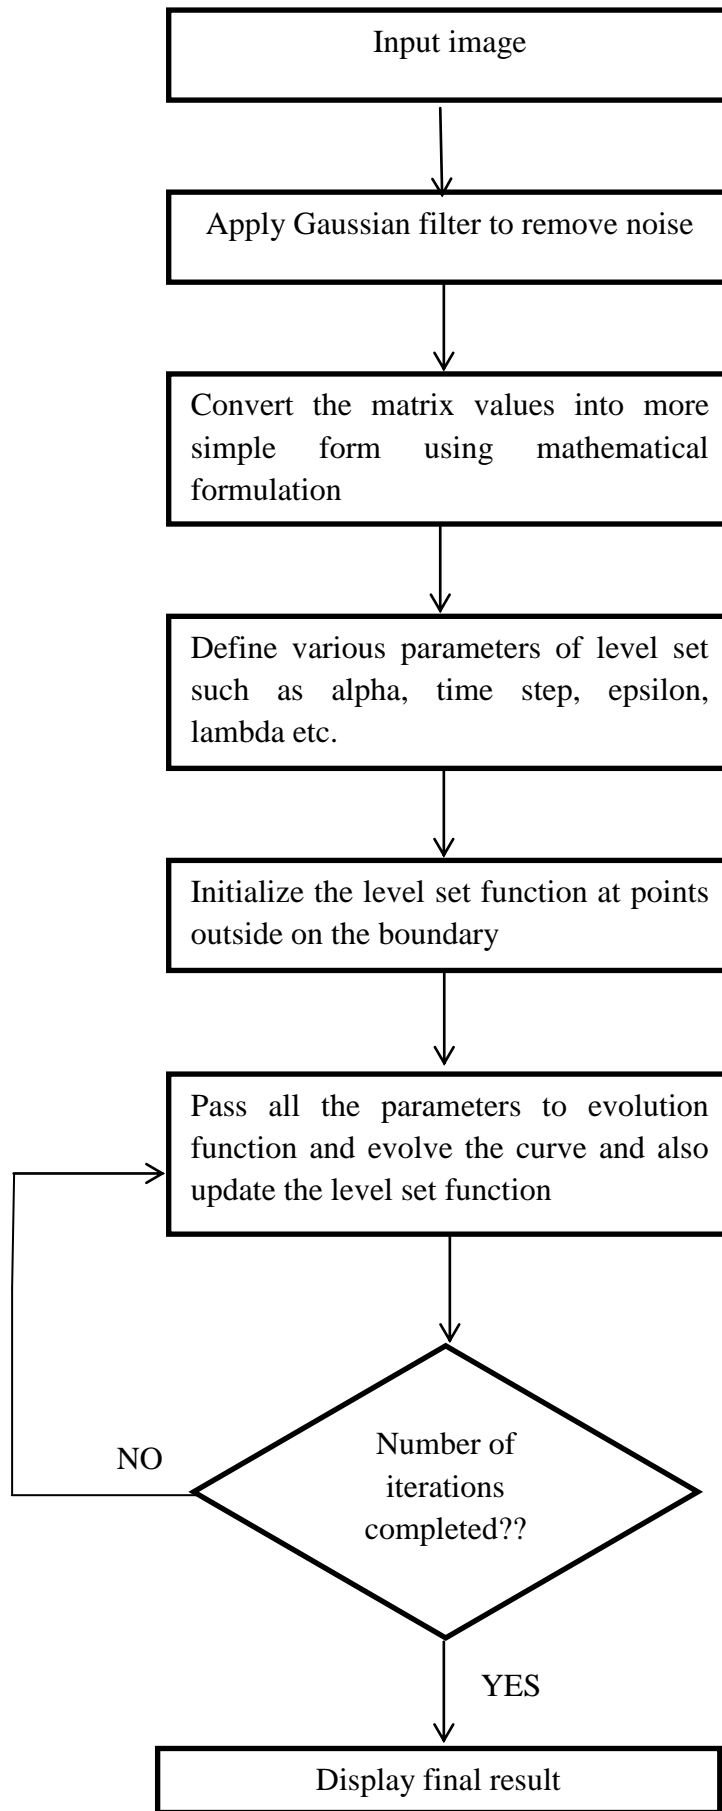 Input image
Apply Gaussian filter to remove noise
Convert the matrix values into more
simple form using mathematical
formulation
Define various parameters of level set
such as alpha, time step, epsilon,
lambda etc.
Initialize the level set function at points
outside on the boundary
Pass all the parameters to evolution
function and evolve the curve and also
update the level set function
NO
Number of
iterations
completed??
YES
Display final result